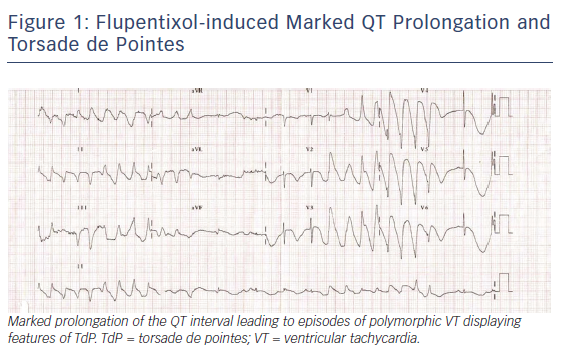 Figure 1: Flupentixol-induced Marked QT Prolongation and
Torsade de Pointes
I aVR V1 V4
II aVL V2 V5
III aVF V3 V6
II
Marked prolongation of the QT interval leading to episodes of polymorphic VT displaying
features of TdP. TdP = torsade de pointes; VT = ventricular tachycardia.